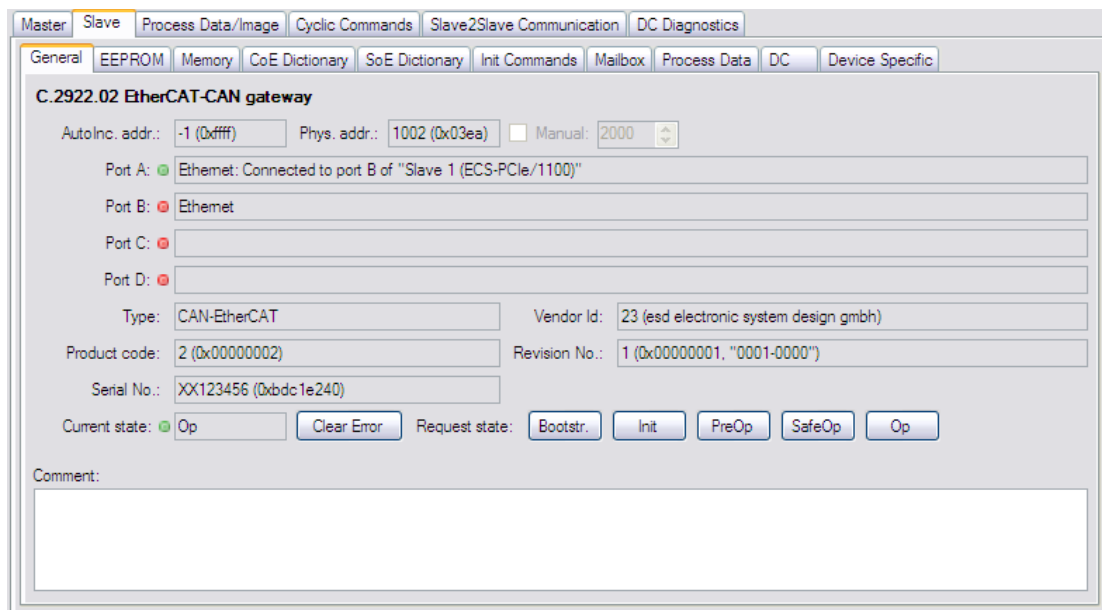 Master Slave Process Data/Image Cyclic Commands Slave2Slave Communication DC Diagnostics
General EEPROM Memory CoE Dictionary SoE Dictionary Init Commands Mailbox Process Data DC Device Specific
C.2922.02 EtherCAT-CAN gateway
AutoInc. addr.: -1 (0xffff) Phys. addr.: 1002 (0x03ea) Manual: 2000
Port A: Ethernet: Connected to port B of "Slave 1 (ECS-PCIe/1100)"
Port B: Ethernet
Port C:
Port D:
Type: CAN-EtherCAT Vendor Id: 23 (esd electronic system design gmbh)
Product code: 2 (0x00000002) Revision No.: 1 (0x00000001, "0001-0000")
Serial No.: XX123456 (0xbdc1e240)
Current state: Op Clear Error Request state: Bootstr. Init PreOp SafeOp Op
Comment: